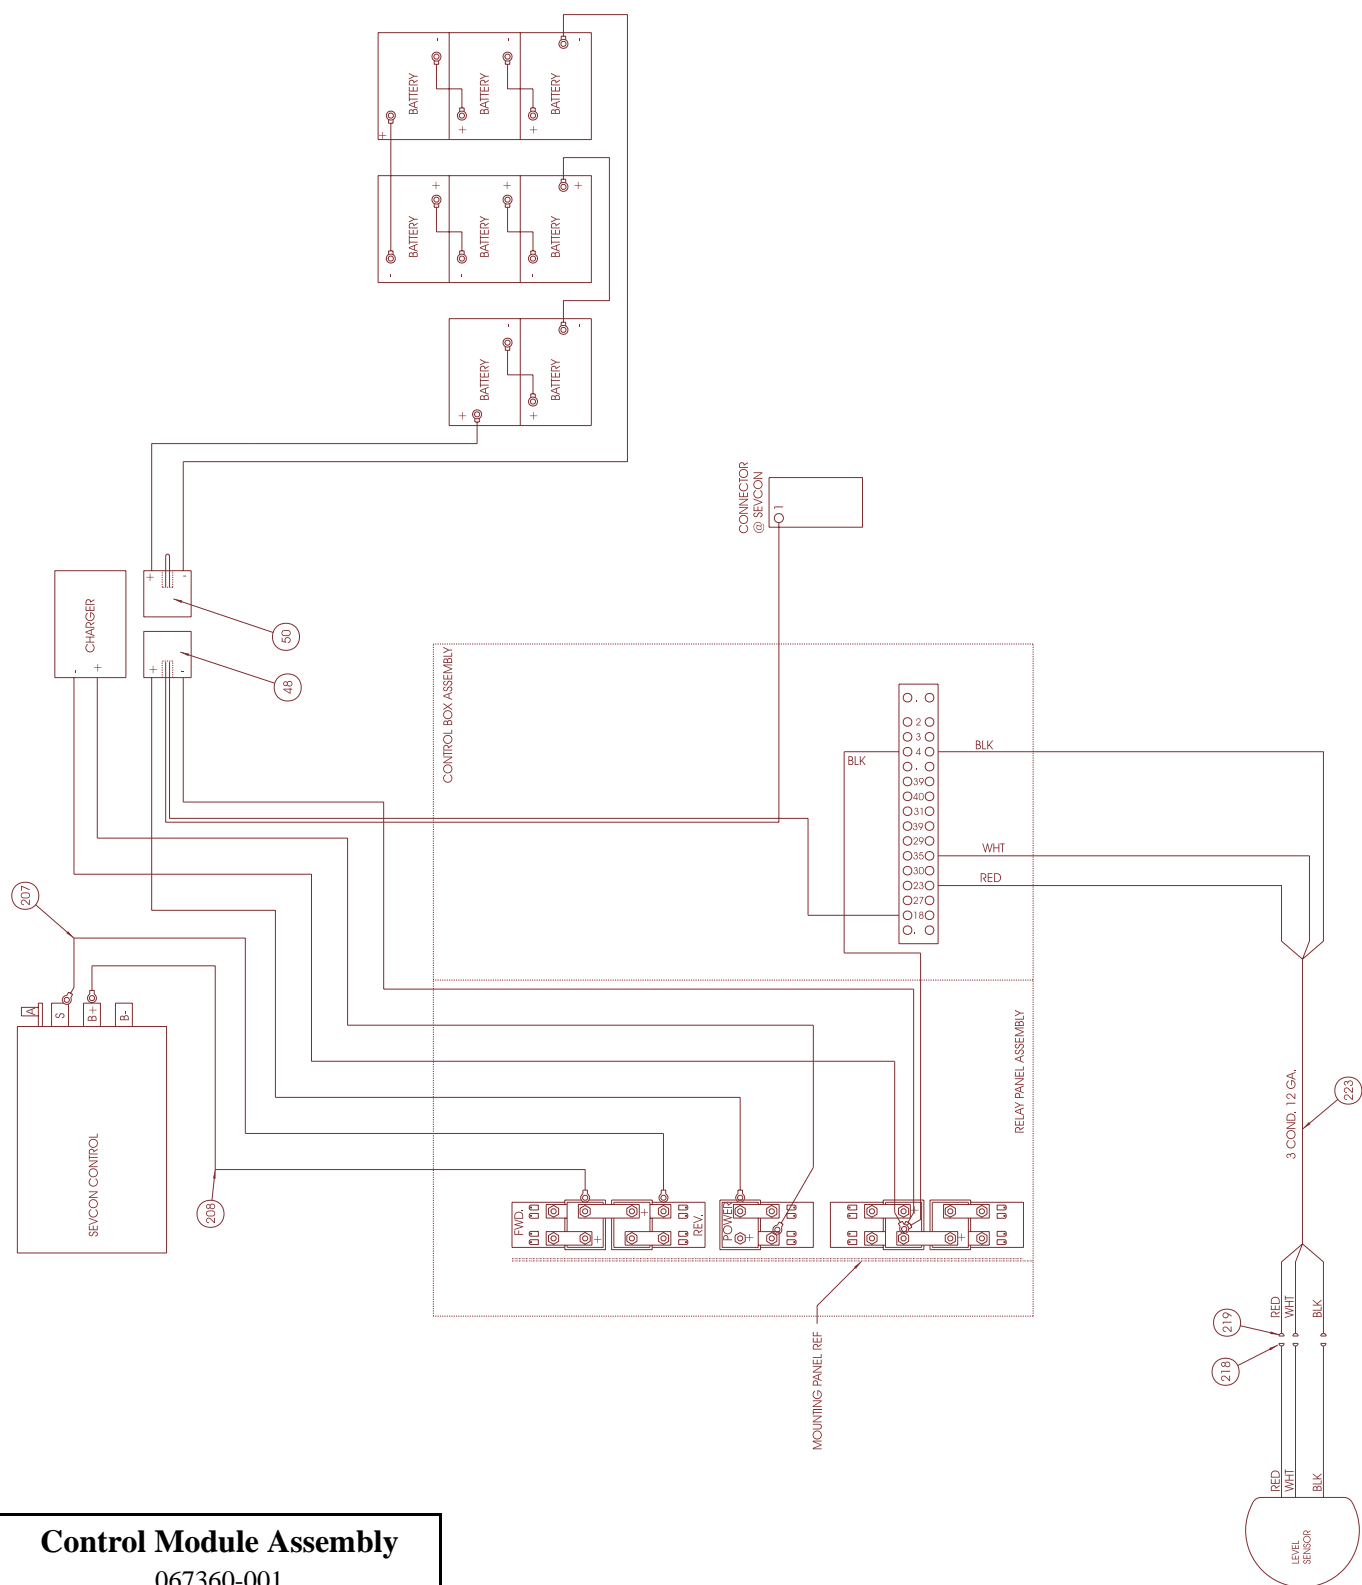 - BATTERY +
- BATTERY +
- BATTERY +
+ BATTERY -
+ BATTERY -
+ BATTERY -
- BATTERY +
- BATTERY +
CONNECTOR
@ SEVCON
1
CHARGER
- +
+ -
50
+ -
48
CONTROL BOX ASSEMBLY
.
2
3
4
.
39
40
31
39
29
35
30
23
27
18
.
BLK
BLK
WHT
RED
207
A
S
B+
B-
SEVCON CONTROL
208
RELAY PANEL ASSEMBLY
FWD.
+
+
REV.
POWER
+
+
+
MOUNTING PANEL REF
3 COND. 12 GA.
223
RED
WHT
BLK
219
218
RED
WHT
BLK
LEVEL
SENSOR
Control Module Assembly
067360-001